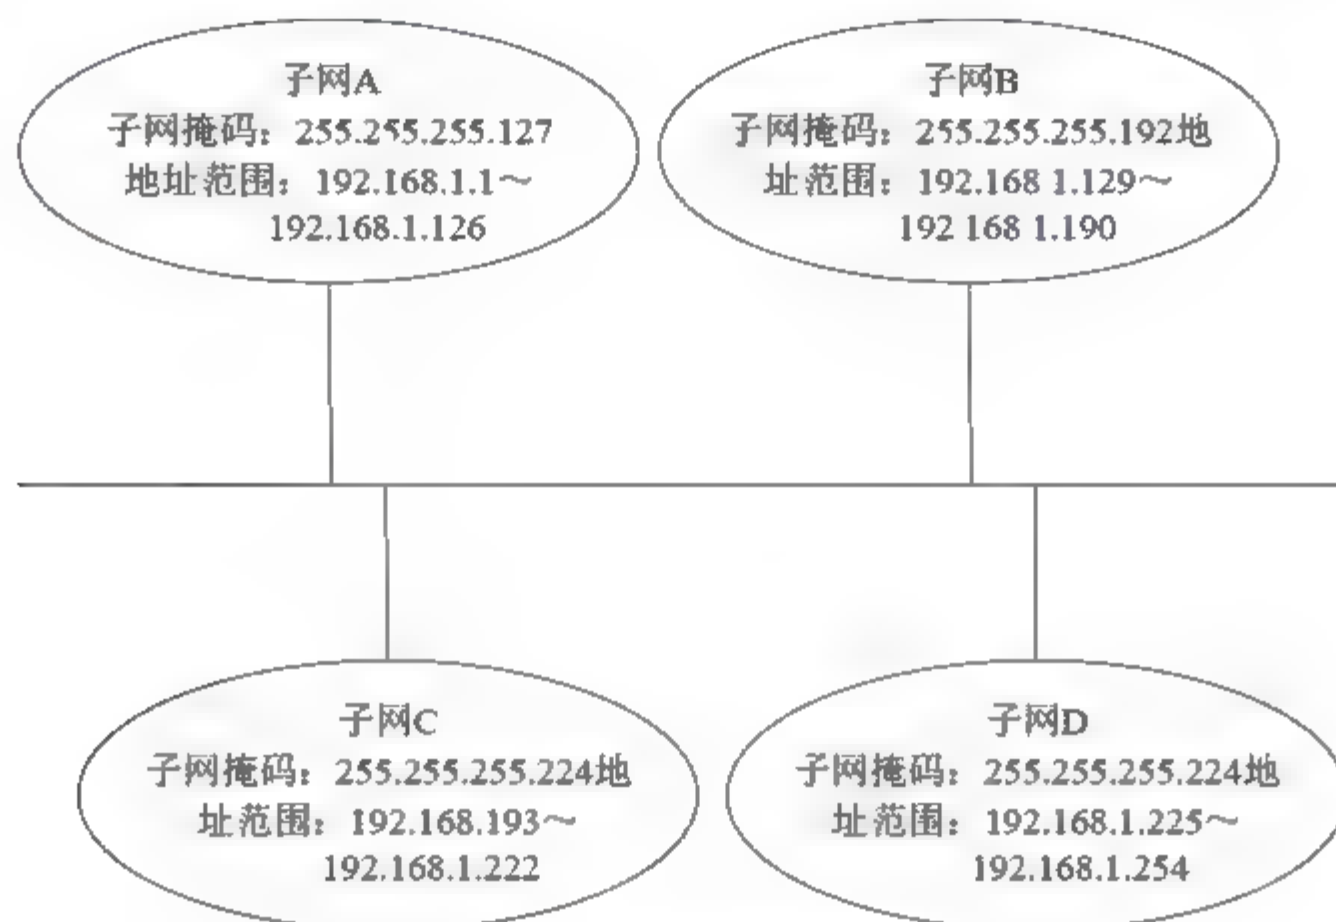 子网A
子网掩码：255.255.255.127
地址范围：192.168.1.1～
192.168.1.126
子网B
子网掩码：255.255.255.192地
址范围：192.168 1.129～
192 168 1.190
子网C
子网掩码：255.255.255.224地
址范围：192.168.193～
192.168.1.222
子网D
子网掩码：255.255.255.224地
址范围：192.168.1.225～
192.168.1.254